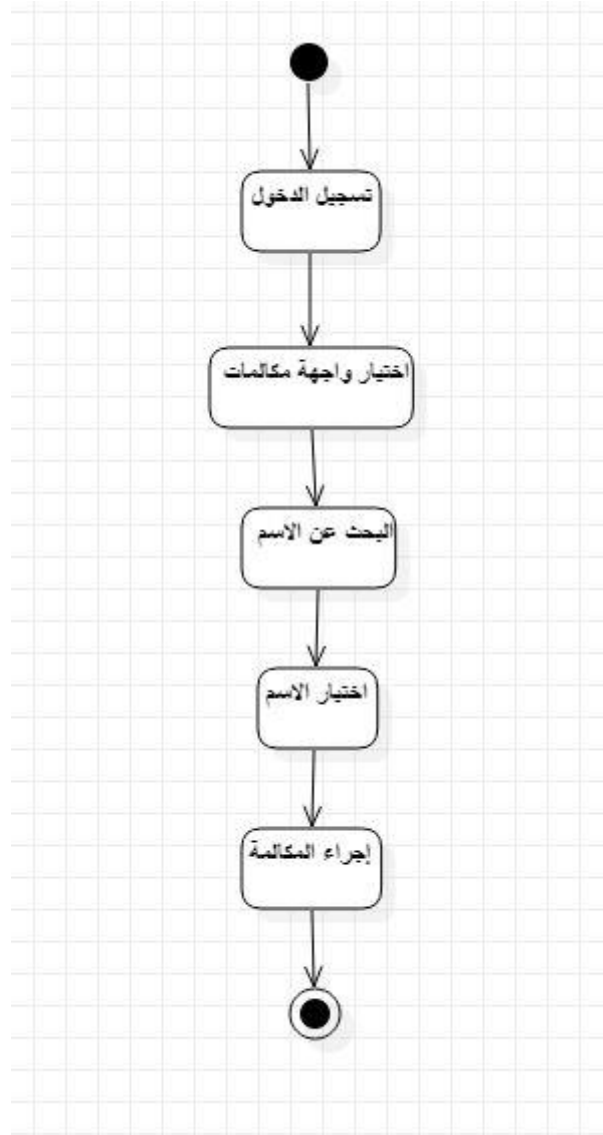 تسجيل الدخول
اختيار واجهة مكالمات
البحث عن الاسم
اختيار الاسم
إجراء المكالمة